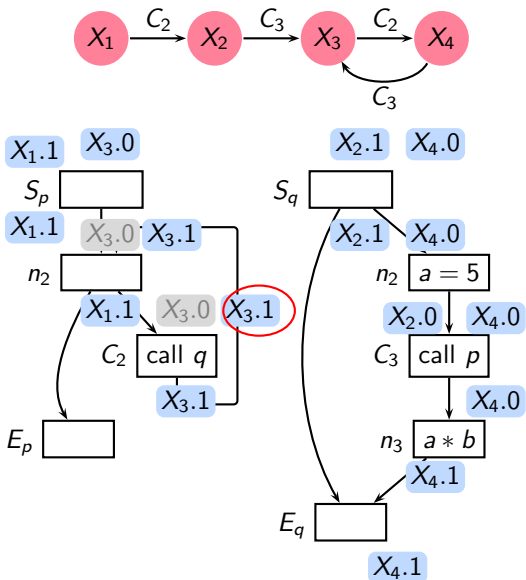 C2 C3 C2
X1 X2 X3 X4
C3
X1.1 X3.0 X2.1 X4.0
Sp Sq
X1.1 X3.0 X3.1 X2.1 X4.0
n2 n2 a = 5
X1.1 X3.0 X3.1 X2.0 X4.0
C2 call q C3 call p
X3.1 X4.0
Ep n3 a ∗ b
X4.1
Eq
X4.1